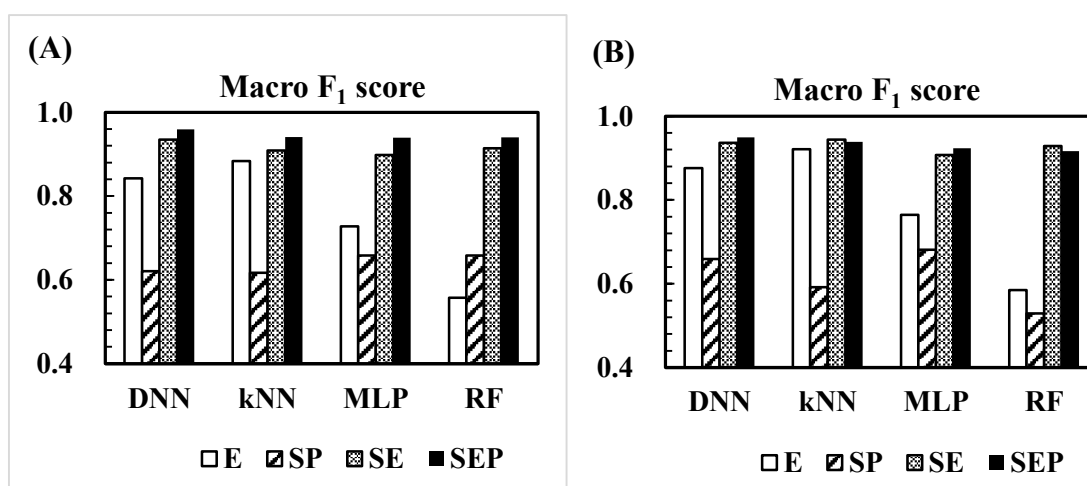 (A)
Macro F₁ score
1.0
0.8
0.6
0.4
DNN kNN MLP RF
E SP SE SEP
(B)
Macro F₁ score
1.0
0.8
0.6
0.4
DNN kNN MLP RF
E SP SE SEP